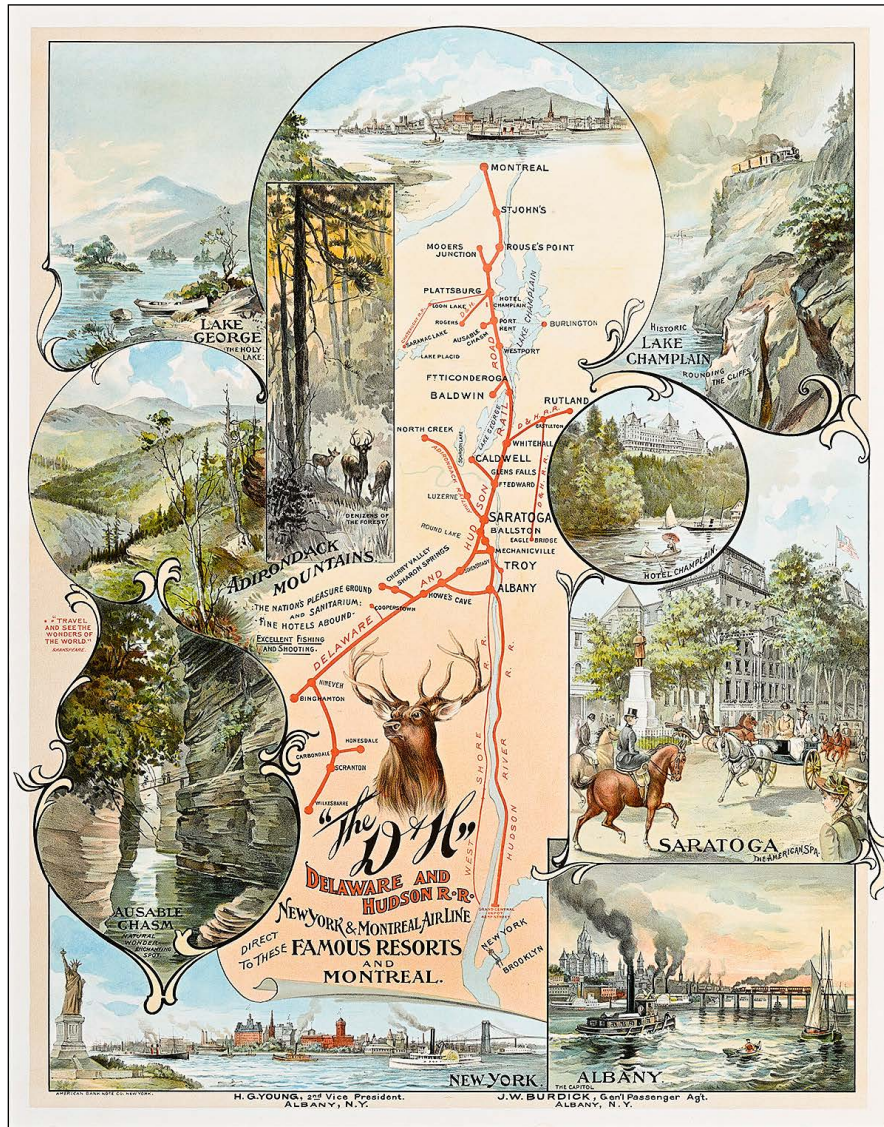 MONTREAL
ST JOHN'S
MOOERS
JUNCTION
ROUSE'S POINT
PLATTSBURG
HOTEL
CHAMPLAIN
LOON LAKE
D & H
ROGERS
AUSABLE
CHASM
PORT
KENT
LAKE CHAMPLAIN
BURLINGTON
SARANAC LAKE
LAKE PLACID
WESTPORT
FT TICONDEROGA
BALDWIN
RUTLAND
D. & H. R. R.
CASTLETON
NORTH CREEK
LAKE GEORGE
WHITEHALL
CALDWELL
GLENS FALLS
FT EDWARD
D & H. R. R.
LUZERNE
SARATOGA
BALLSTON
ROUND LAKE
EAGLE BRIDGE
MECHANICVILLE
TROY
CHERRY VALLEY
SHARON SPRINGS
ALBANY
HOWE'S CAVE
COOPERSTOWN
DELAWARE AND HUDSON RAIL ROAD
NINEVEH
BINGHAMTON
HONESDALE
CARBONDALE
SCRANTON
WILKESBARRE
WEST SHORE R. R.
HUDSON RIVER R. R.
NEW YORK
BROOKLYN
LAKE
GEORGE
"THE HOLY
LAKE."
HISTORIC
LAKE
CHAMPLAIN
ROUNDING
THE CLIFFS.
DENIZENS OF
THE FOREST
ADIRONDACK
MOUNTAINS.
"THE NATION'S PLEASURE GROUND
AND SANITARIUM:
FINE HOTELS ABOUND"
EXCELLENT FISHING
AND SHOOTING.
HOTEL CHAMPLAIN.
"TRAVEL
AND SEE THE
WONDERS OF
THE WORLD."
SHAKSPEARE.
AUSABLE
CHASM
NATURAL
WONDER
ENCHANTING
SPOT.
SARATOGA
THE AMERICAN SPA.
"The
D & H"
DELAWARE AND
HUDSON R.R.
NEW YORK & MONTREAL AIR LINE
DIRECT
TO THESE
FAMOUS RESORTS
AND
MONTREAL.
NEW YORK.
ALBANY.
THE CAPITOL
AMERICAN BANK NOTE CO. NEW YORK.
H.G. YOUNG, 2nd Vice President.
ALBANY, N.Y.
J.W. BURDICK, Gen'l Passenger Ag't.
ALBANY, N.Y.